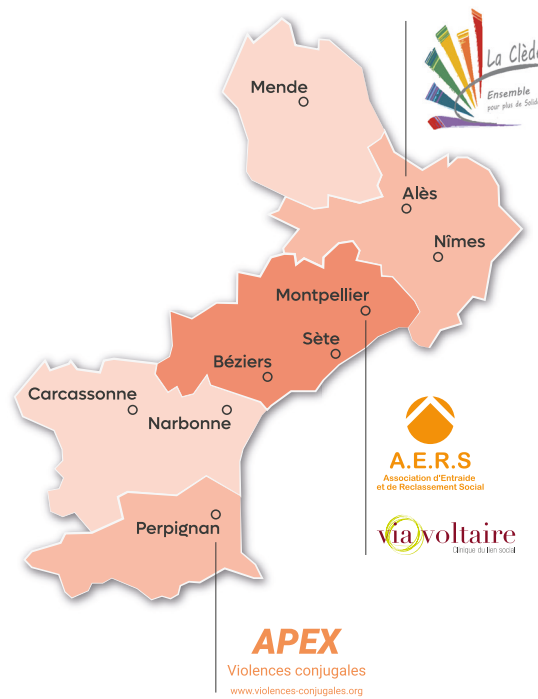 La Clède
Ensemble
Mende
Alès
Nîmes
Montpellier
Sète
Béziers
Carcassonne
Narbonne
Perpignan
A.E.R.S
Association d'Entraide
et de Reclassement Social
via voltaire
Clinique du lien social
APEX
Violences conjugales
www.violences-conjugales.org